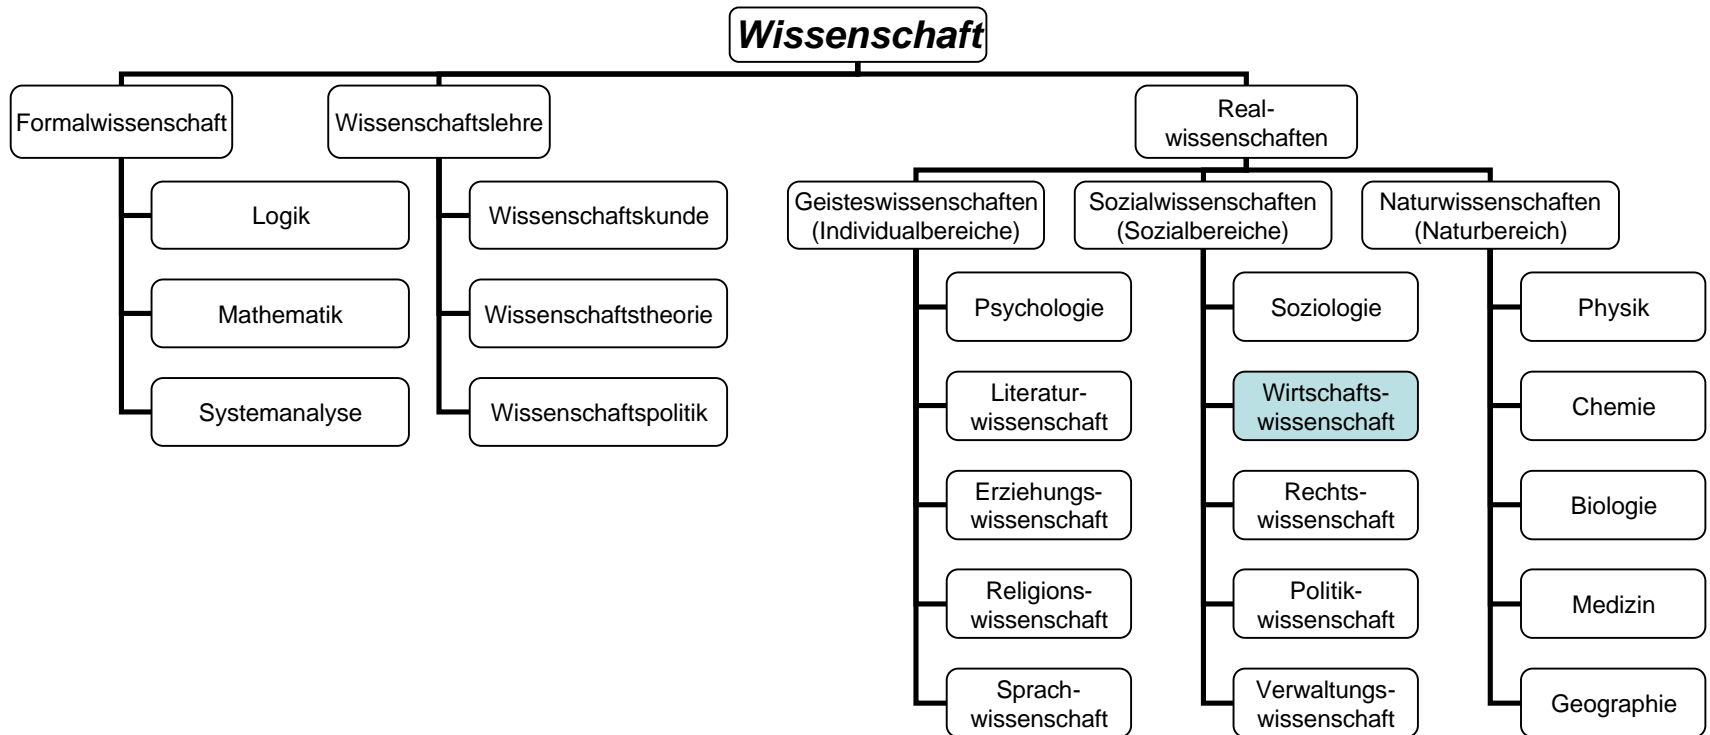 Wissenschaft
Formalwissenschaft
Logik
Mathematik
Systemanalyse
Wissenschaftslehre
Wissenschaftskunde
Wissenschaftstheorie
Wissenschaftspolitik
Real-
wissenschaften
Geisteswissenschaften
(Individualbereiche)
Psychologie
Literatur-
wissenschaft
Erziehungs-
wissenschaft
Religions-
wissenschaft
Sprach-
wissenschaft
Sozialwissenschaften
(Sozialbereiche)
Soziologie
Wirtschafts-
wissenschaft
Rechts-
wissenschaft
Politik-
wissenschaft
Verwaltungs-
wissenschaft
Naturwissenschaften
(Naturbereich)
Physik
Chemie
Biologie
Medizin
Geographie